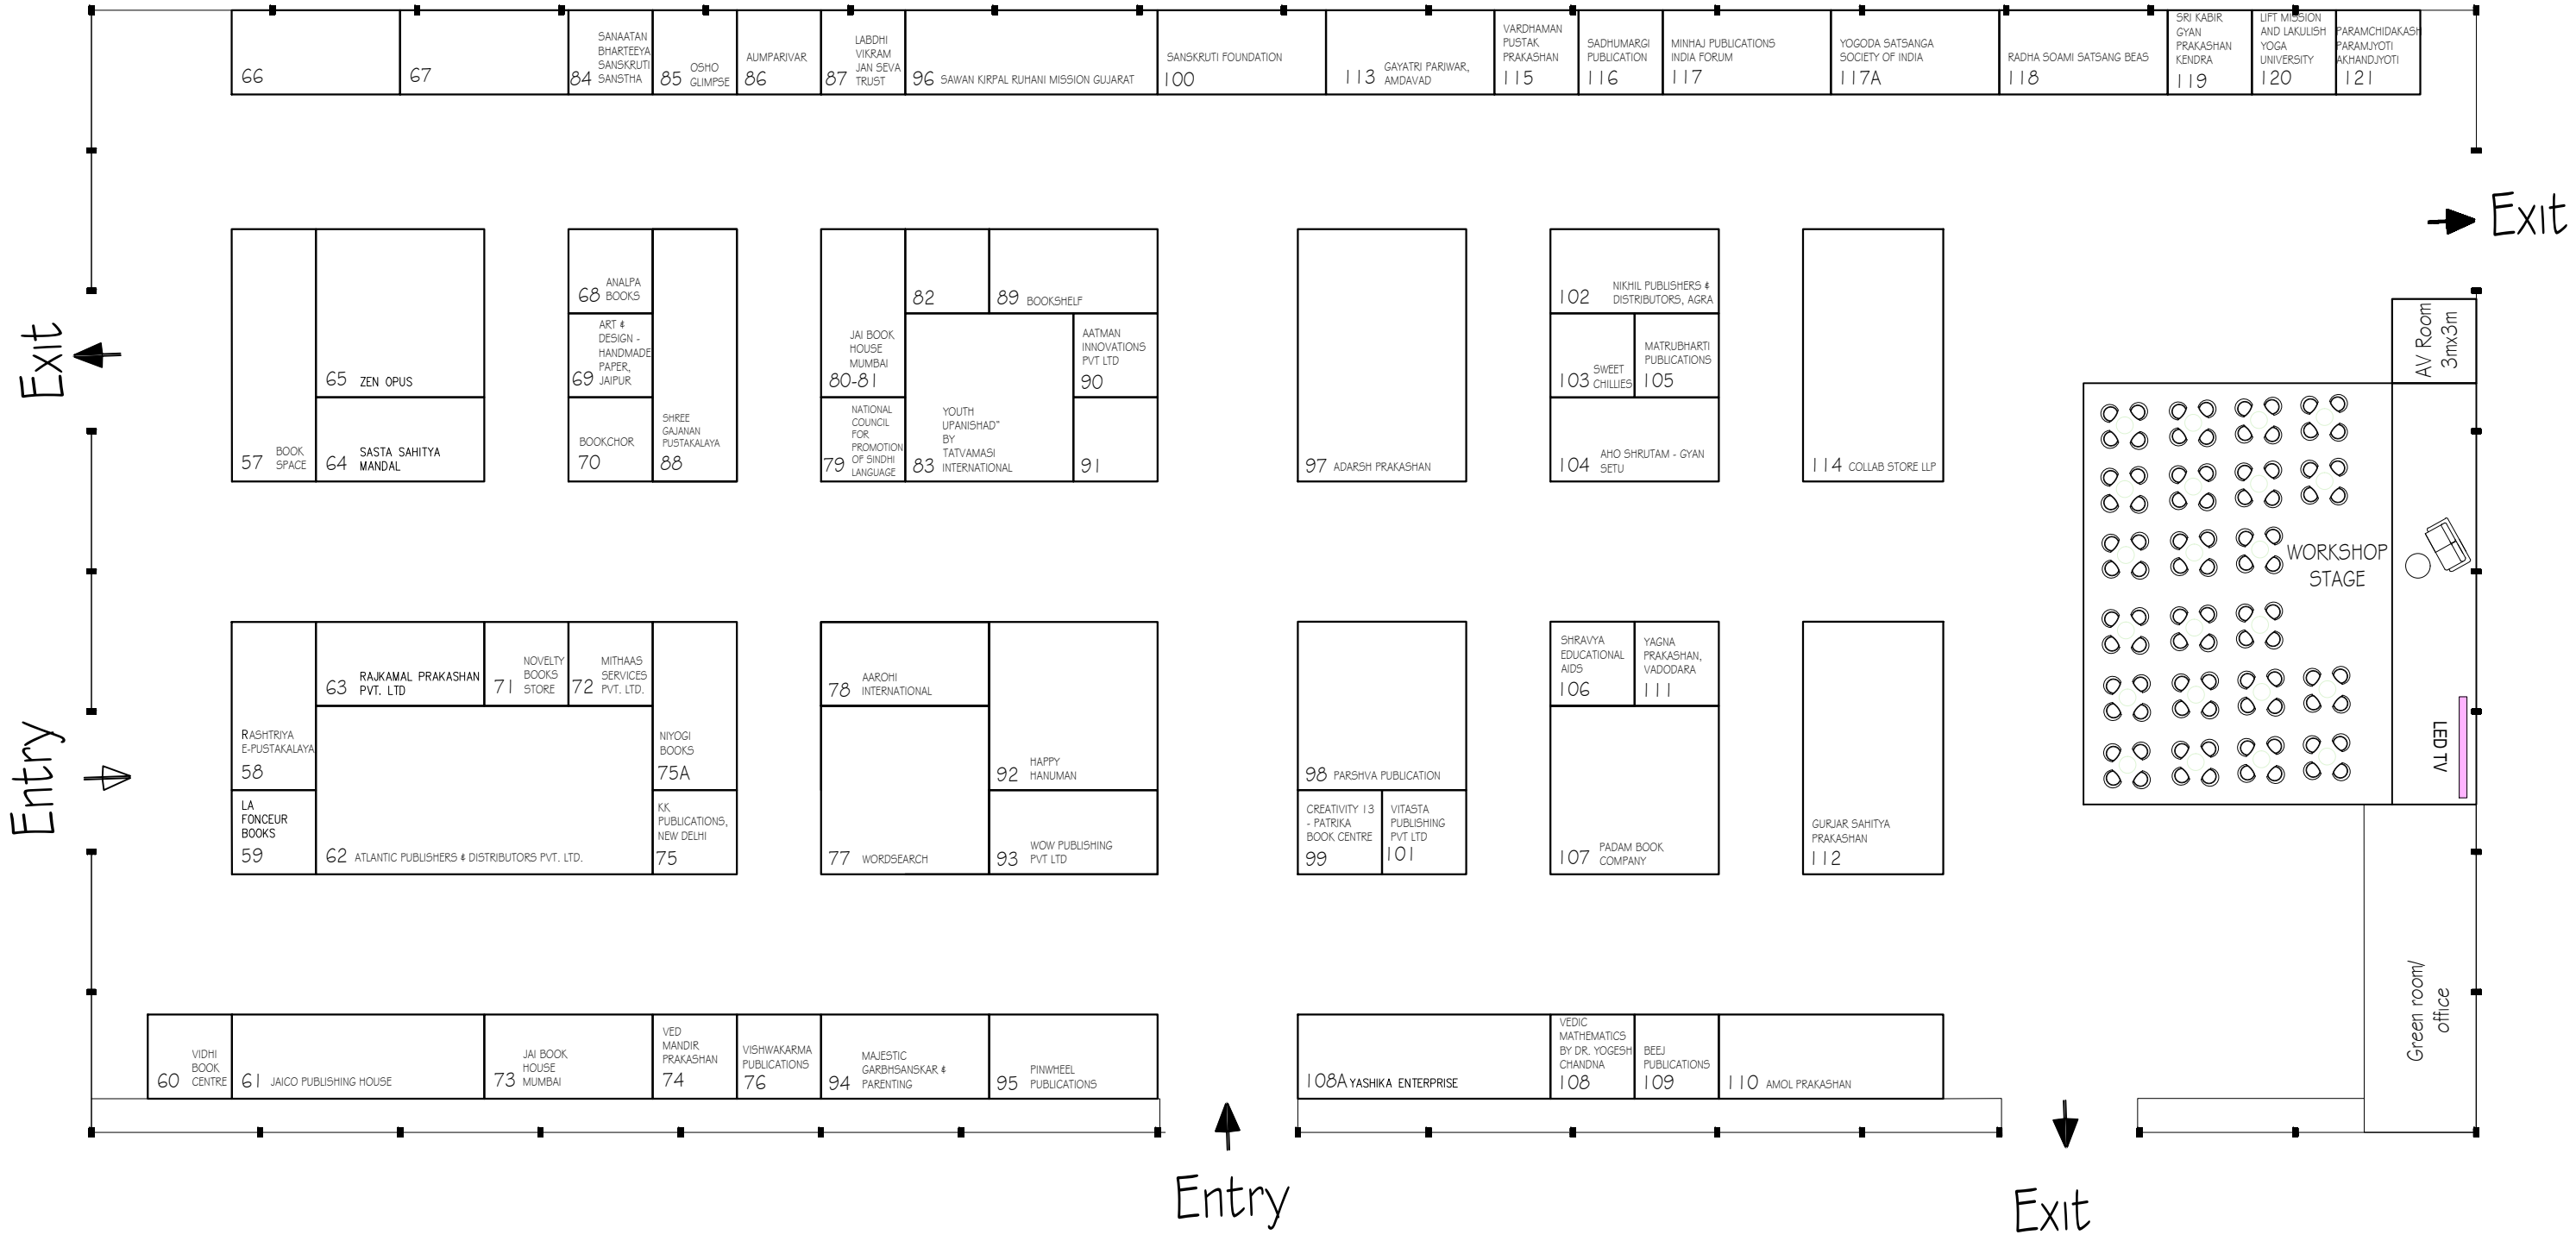 66
67
SANAATAN
BHARTEEYA
SANSKRUTI
SANSTHA
84
OSHO
GLIMPSE
85
AUMPARIVAR
86
LABDHI
VIKRAM
JAN SEVA
TRUST
87
96 SAWAN KIRPAL RUHANI MISSION GUJARAT
SANSKRUTI FOUNDATION
100
113 GAYATRI PARIWAR,
AMDAVAD
VARDHAMAN
PUSTAK
PRAKASHAN
115
SADHUMARGI
PUBLICATION
116
MINHAJ PUBLICATIONS
INDIA FORUM
117
YOGODA SATSANGA
SOCIETY OF INDIA
117A
RADHA SOAMI SATSANG BEAS
118
SRI KABIR
GYAN
PRAKASHAN
KENDRA
119
LIFT MISSION
AND LAKULISH
YOGA
UNIVERSITY
120
PARAMCHIDAKASH
PARAMJYOTI
AKHANDJYOTI
121
Exit
Exit
57 BOOK
SPACE
65 ZEN OPUS
64 SASTA SAHITYA
MANDAL
68 ANALPA
BOOKS
ART &
DESIGN -
HANDMADE
PAPER,
JAIPUR
69
BOOKCHOR
70
SHREE
GAJANAN
PUSTAKALAYA
88
JAI BOOK
HOUSE
MUMBAI
80-81
NATIONAL
COUNCIL
FOR
PROMOTION
OF SINDHI
LANGUAGE
79
82
89 BOOKSHELF
YOUTH
UPANISHAD"
BY
TATVAMASI
INTERNATIONAL
83
AATMAN
INNOVATIONS
PVT LTD
90
91
97 ADARSH PRAKASHAN
102 NIKHIL PUBLISHERS &
DISTRIBUTORS, AGRA
103 SWEET
CHILLIES
MATRUBHARTI
PUBLICATIONS
105
104 AHO SHRUTAM - GYAN
SETU
114 COLLAB STORE LLP
AV Room
3mx3m
WORKSHOP
STAGE
LED TV
Green room/
office
Entry
RASHTRIYA
E-PUSTAKALAYA
58
LA
FONCEUR
BOOKS
59
63 RAJKAMAL PRAKASHAN
PVT. LTD
NOVELTY
BOOKS
STORE
71
MITHAAS
SERVICES
PVT. LTD.
72
62 ATLANTIC PUBLISHERS & DISTRIBUTORS PVT. LTD.
NIYOGI
BOOKS
75A
KK
PUBLICATIONS,
NEW DELHI
75
78 AAROHI
INTERNATIONAL
77 WORDSEARCH
92 HAPPY
HANUMAN
93 WOW PUBLISHING
PVT LTD
98 PARSHVA PUBLICATION
CREATIVITY 13
- PATRIKA
BOOK CENTRE
99
VITASTA
PUBLISHING
PVT LTD
101
SHRAVYA
EDUCATIONAL
AIDS
106
YAGNA
PRAKASHAN,
VADODARA
111
107 PADAM BOOK
COMPANY
GURJAR SAHITYA
PRAKASHAN
112
60 VIDHI
BOOK
CENTRE
61 JAICO PUBLISHING HOUSE
73 JAI BOOK
HOUSE
MUMBAI
VED
MANDIR
PRAKASHAN
74
VISHWAKARMA
PUBLICATIONS
76
94 MAJESTIC
GARBHSANSKAR &
PARENTING
95 PINWHEEL
PUBLICATIONS
108A YASHIKA ENTERPRISE
VEDIC
MATHEMATICS
BY DR. YOGESH
CHANDNA
108
BEEJ
PUBLICATIONS
109
110 AMOL PRAKASHAN
Entry
Exit